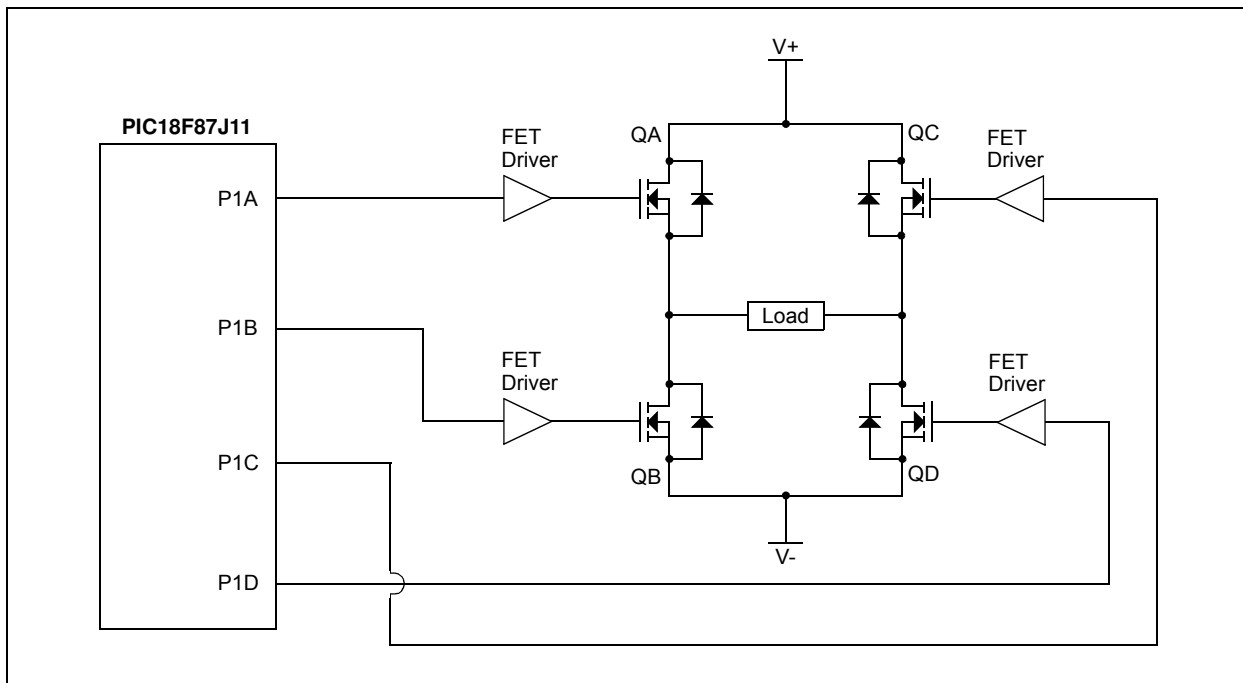 V+
PIC18F87J11
QA
QC
FET
Driver
FET
Driver
P1A
Load
P1B
FET
Driver
FET
Driver
P1C
QB
QD
V-
P1D